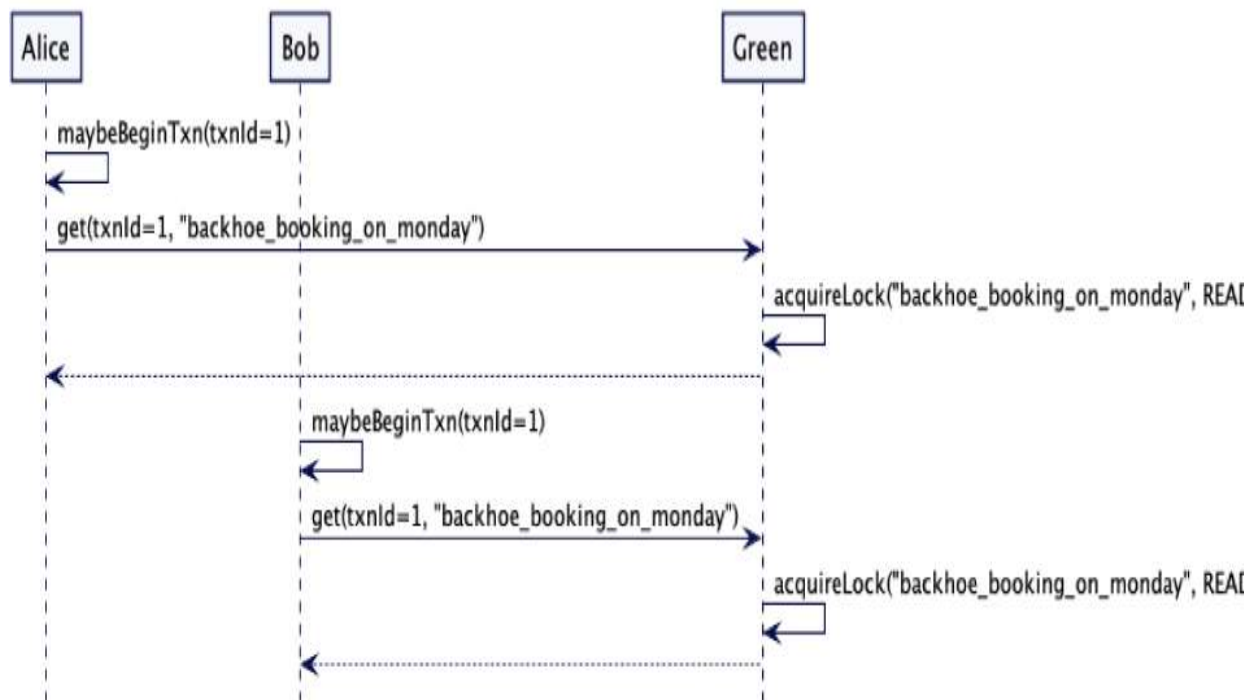 Alice
Bob
Green
maybeBeginTxn(txnId=1)
get(txnId=1, "backhoe_booking_on_monday")
acquireLock("backhoe_booking_on_monday", READ
maybeBeginTxn(txnId=1)
get(txnId=1, "backhoe_booking_on_monday")
acquireLock("backhoe_booking_on_monday", READ